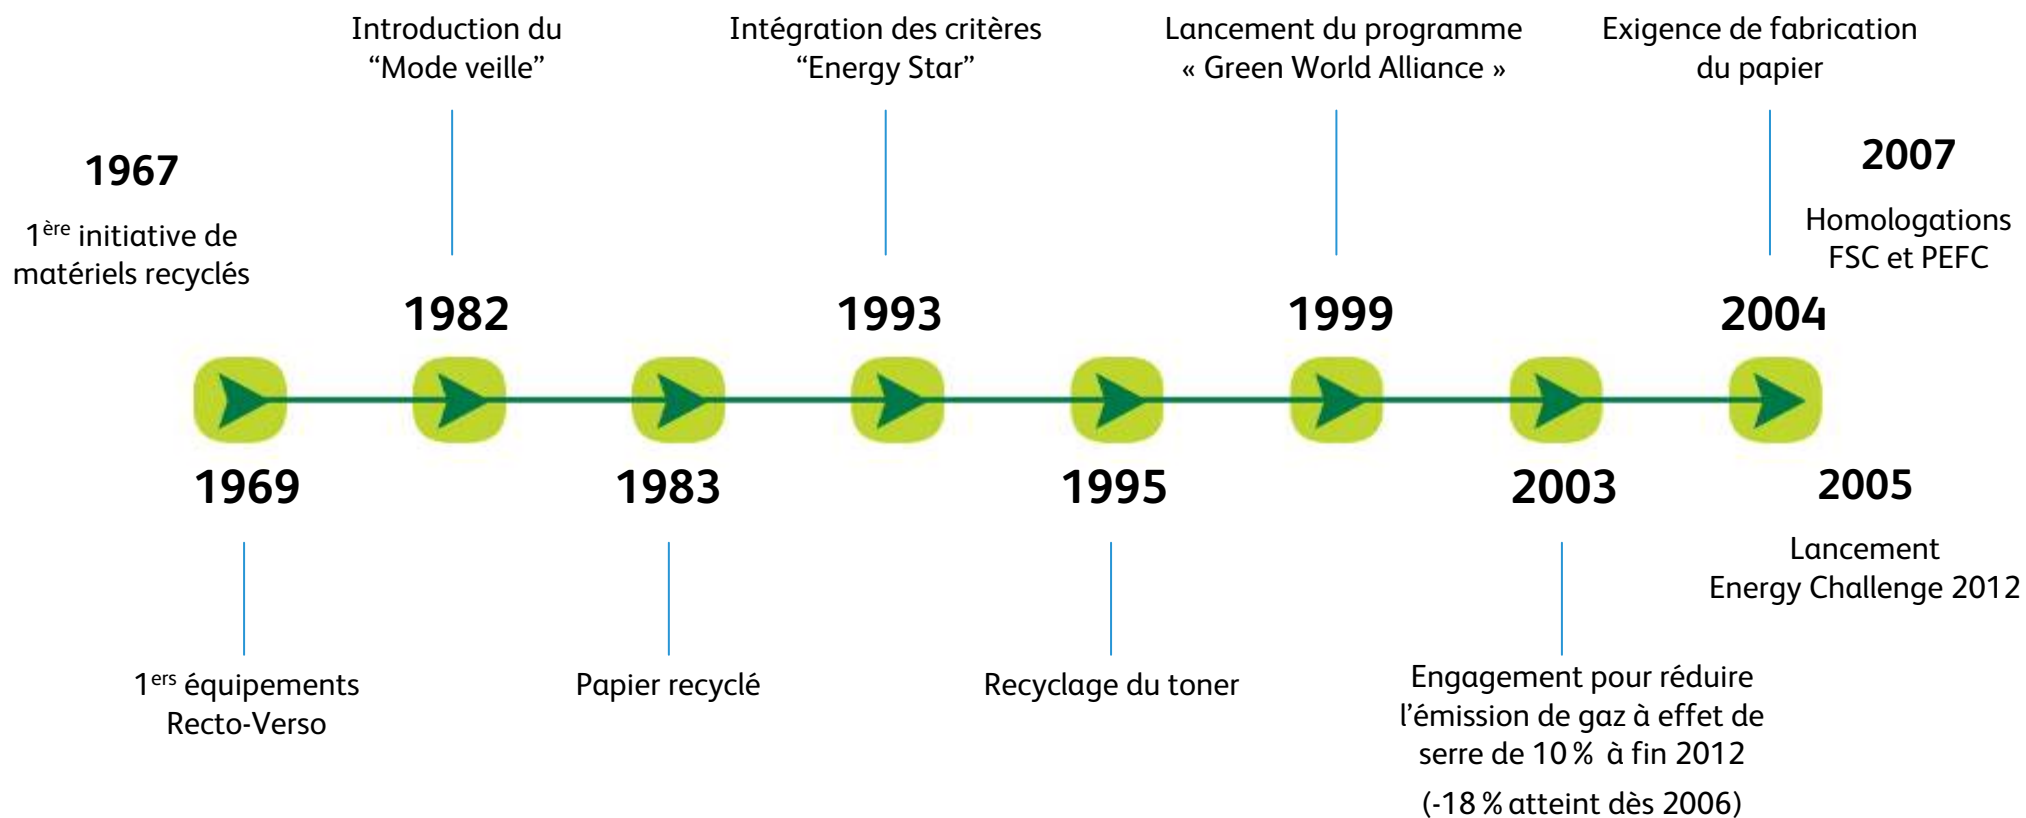 1967
1ère initiative de
matériels recyclés
Introduction du
“Mode veille”
1982
Intégration des critères
“Energy Star”
1993
Lancement du programme
« Green World Alliance »
1999
Exigence de fabrication
du papier
2004
2007
Homologations
FSC et PEFC
1969
1ers équipements
Recto-Verso
1983
Papier recyclé
1995
Recyclage du toner
2003
Engagement pour réduire
l’émission de gaz à effet de
serre de 10 % à fin 2012
(-18 % atteint dès 2006)
2005
Lancement
Energy Challenge 2012